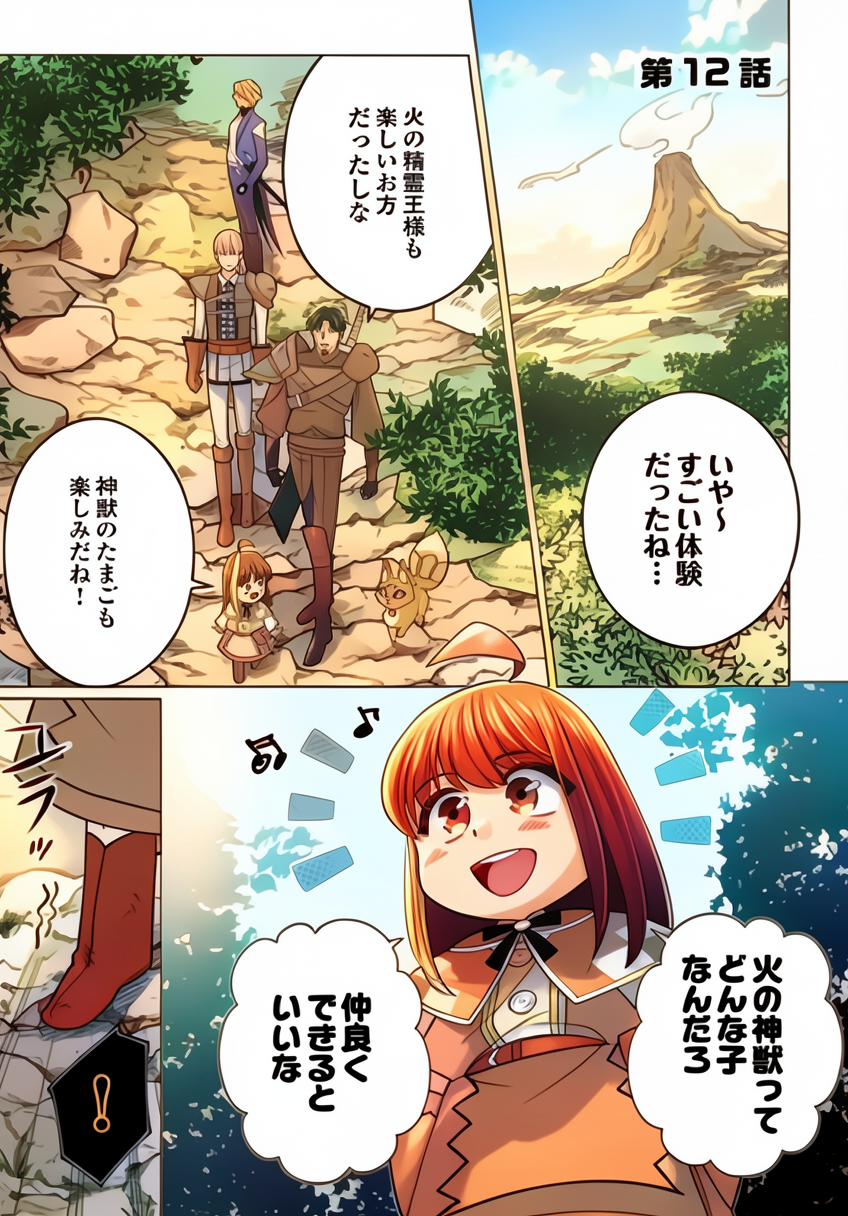 第12話
いや〜
すごい体験
だったね…
火の精霊王様も
楽しいお方
だったしな
神獣のたまごも
楽しみだね！
火の神獣って
どんな子
なんだろ
仲良く
できると
いいな
ユラッ
！